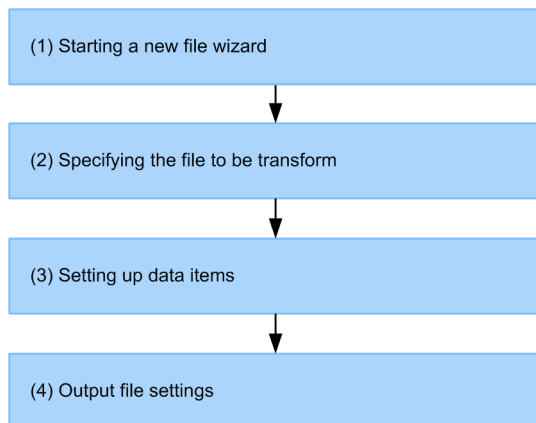 (1) Starting a new file wizard
(2) Specifying the file to be transform
(3) Setting up data items
(4) Output file settings